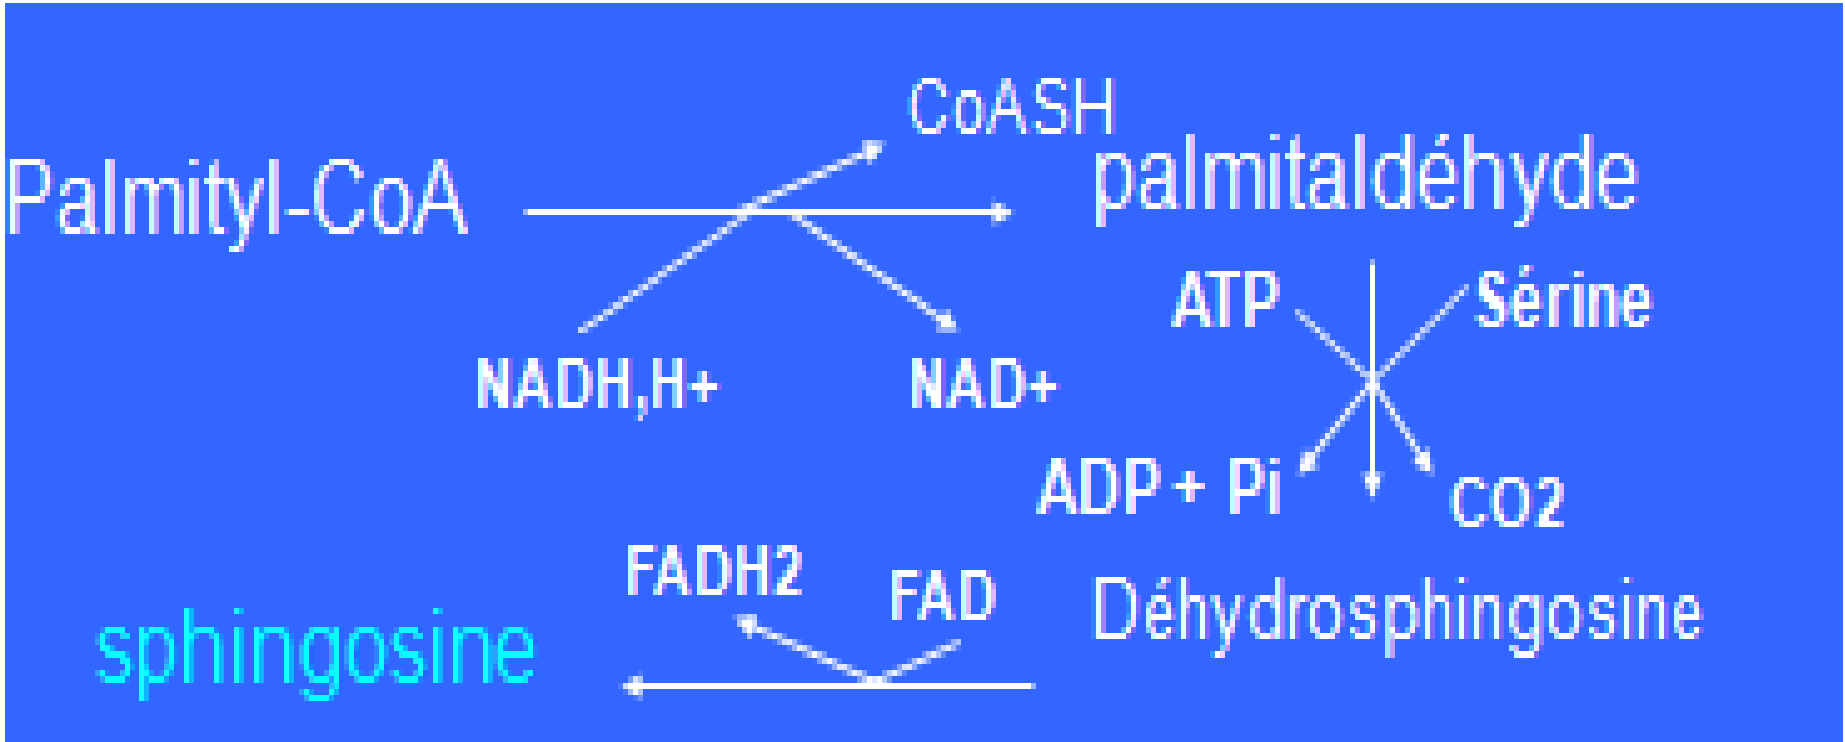 CoASH
Palmityl-CoA
palmitaldéhyde
ATP
Sérine
NADH,H+
NAD+
ADP + Pi
CO2
FADH2
FAD
Déhydrosphingosine
sphingosine